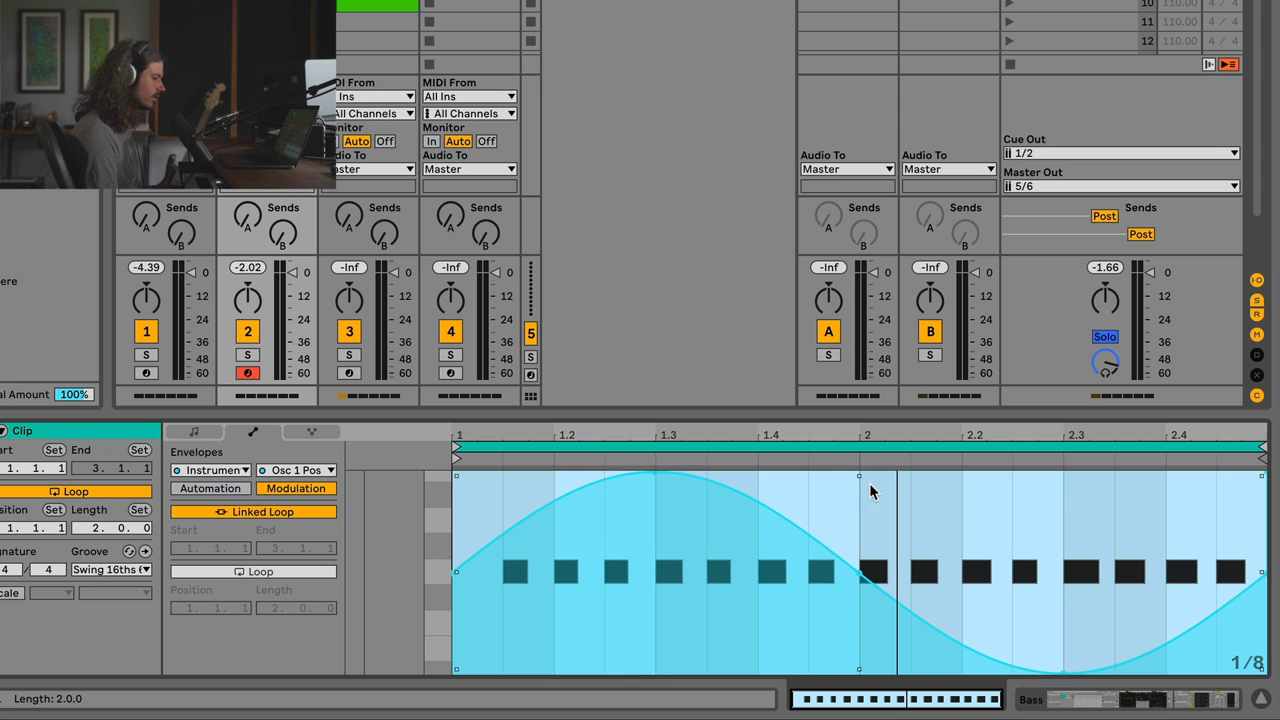 10 110.00 4 / 4
11 110.00 4 / 4
12 110.00 4 / 4
DI From MIDI From
Ins All Ins
All Channels All Channels
nitor Monitor
Auto Off In Auto Off
dio To Audio To Audio To Audio To
aster Master Master Master
Cue Out
1/2
Master Out
5/6
Sends Sends Sends Sends Sends Sends Sends
A B A B A B A B A B A B Post
Post
-4.39 -2.02 -Inf -Inf -Inf -Inf -1.66
0 0 0 0 0 0 0
12 12 12 12 12 12 12
24 24 24 24 24 24 24
1 2 3 4 5 A B Solo
36 36 36 36 36 36 36
S S S S S S S
48 48 48 48 48 48 48
60 60 60 60 60 60 60
ere
al Amount 100%
I·O
S
R
M
D
X
C
Clip
art Set End Set
1. 1. 1 3. 1. 1
Loop
sition Set Length Set
1. 1. 1 2. 0. 0
gnature Groove
4 / 4 Swing 16ths 6
cale
Envelopes
Instrumen Osc 1 Pos
Automation Modulation
Linked Loop
Start End
1. 1. 1 3. 1. 1
Loop
Position Length
1. 1. 1 2. 0. 0
1 1.2 1.3 1.4 2 2.2 2.3 2.4
1/8
Length: 2.0.0
Bass